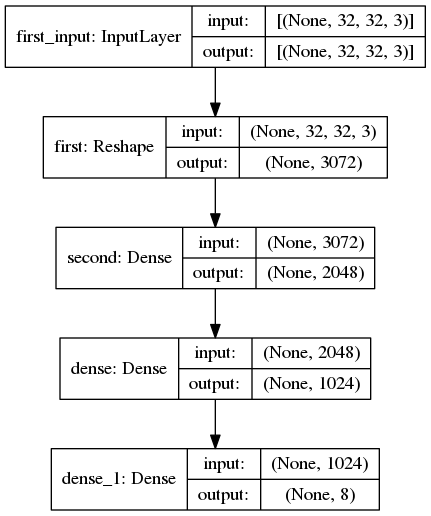 first_input: InputLayer
input: [(None, 32, 32, 3)]
output: [(None, 32, 32, 3)]
first: Reshape
input: (None, 32, 32, 3)
output: (None, 3072)
second: Dense
input: (None, 3072)
output: (None, 2048)
dense: Dense
input: (None, 2048)
output: (None, 1024)
dense_1: Dense
input: (None, 1024)
output: (None, 8)